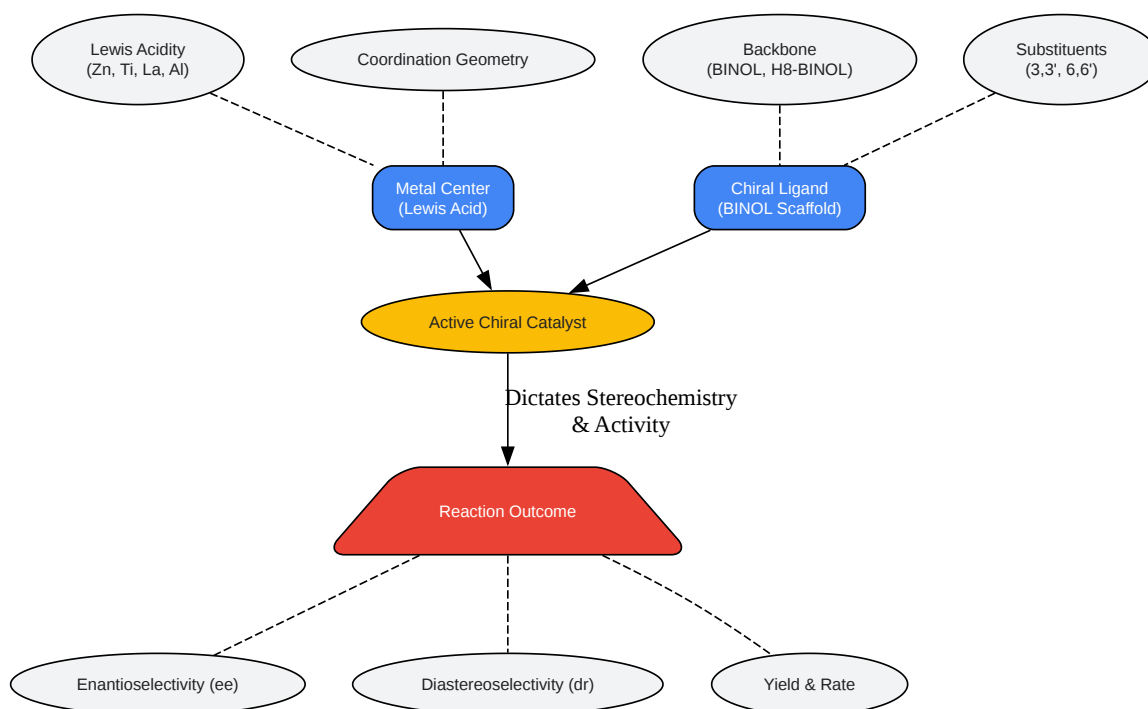 Lewis Acidity
(Zn, Ti, La, Al)
Coordination Geometry
Backbone
(BINOL, H8-BINOL)
Substituents
(3,3', 6,6')
Metal Center
(Lewis Acid)
Chiral Ligand
(BINOL Scaffold)
Active Chiral Catalyst
Dictates Stereochemistry
& Activity
Reaction Outcome
Enantioselectivity (ee)
Diastereoselectivity (dr)
Yield & Rate